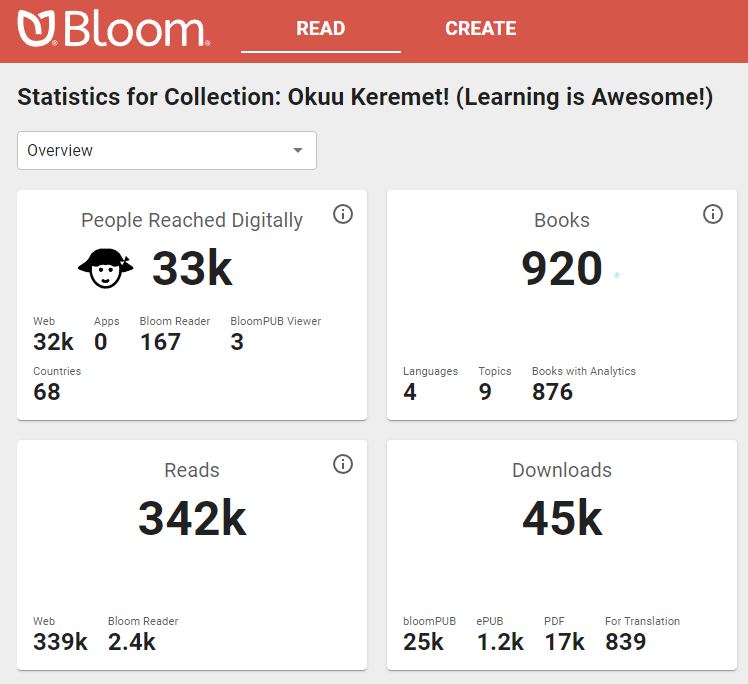 Bloom
READ
CREATE
Statistics for Collection: Okuu Keremet! (Learning is Awesome!)
Overview
People Reached Digitally
33k
Web
Apps
Bloom Reader
BloomPUB Viewer
32k
0
167
3
Countries
68
Books
920
Languages
Topics
Books with Analytics
4
9
876
Reads
342k
Web
Bloom Reader
339k
2.4k
Downloads
45k
bloomPUB
ePUB
PDF
For Translation
25k
1.2k
17k
839